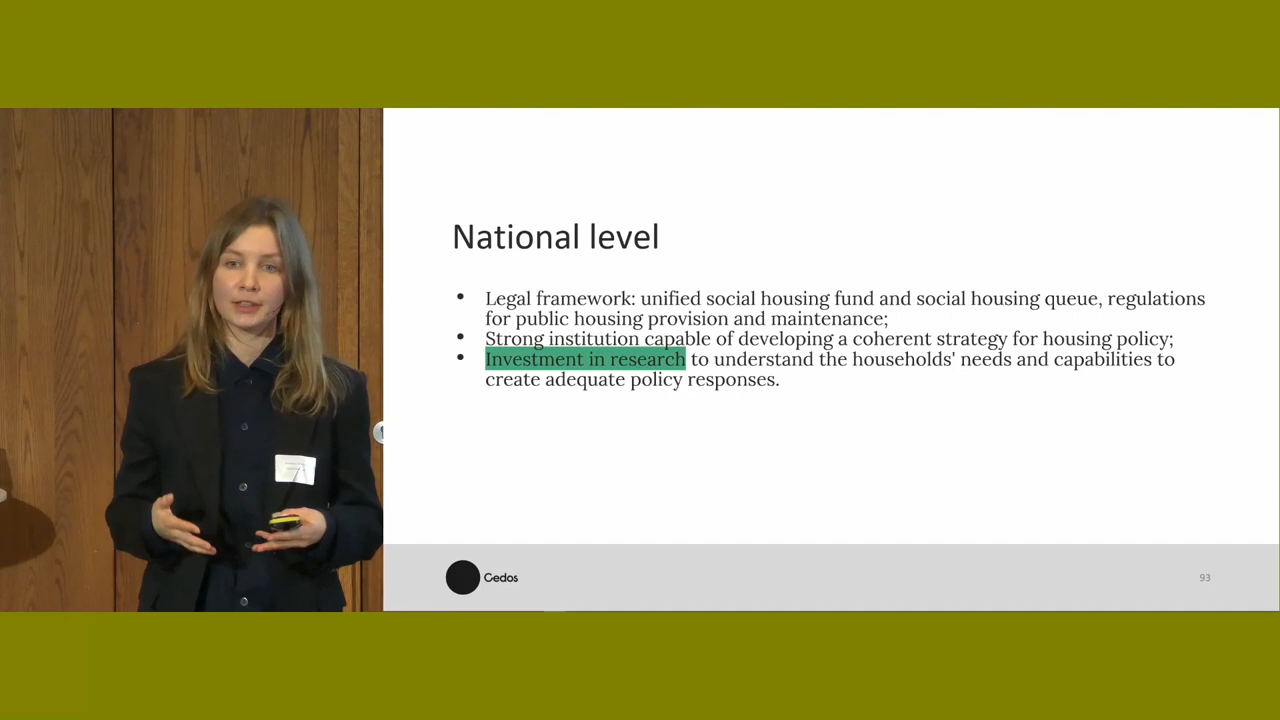 National level
• Legal framework: unified social housing fund and social housing queue, regulations
for public housing provision and maintenance;
• Strong institution capable of developing a coherent strategy for housing policy;
• Investment in research to understand the households' needs and capabilities to
create adequate policy responses.
Cedos
93